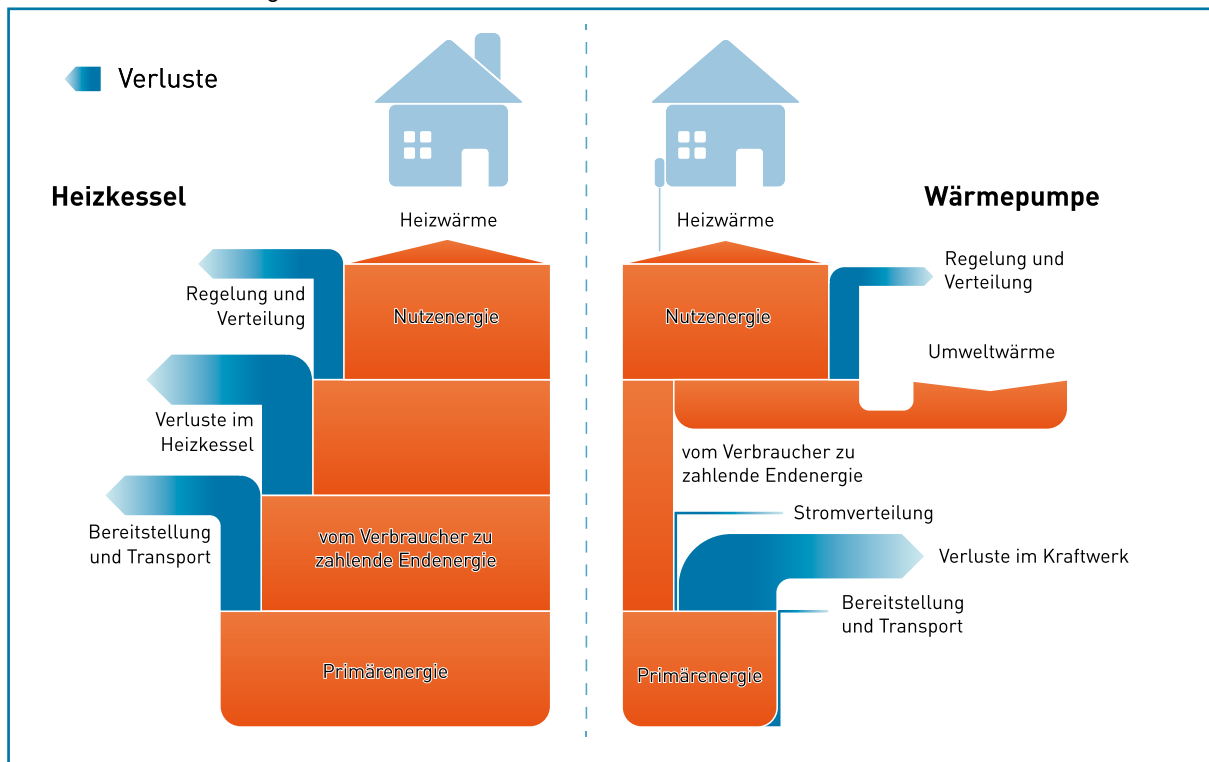 Verluste
Heizkessel
Heizwärme
Regelung und
Verteilung
Nutzenergie
Verluste im
Heizkessel
Bereitstellung
und Transport
vom Verbraucher zu
zahlende Endenergie
Primärenergie
Wärmepumpe
Heizwärme
Regelung und
Verteilung
Nutzenergie
Umweltwärme
vom Verbraucher zu
zahlende Endenergie
Stromverteilung
Verluste im Kraftwerk
Bereitstellung
und Transport
Primärenergie